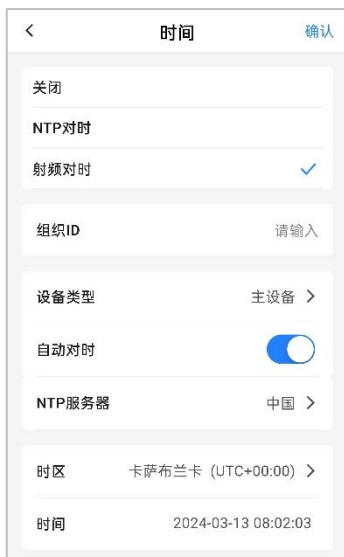 时间 确认
关闭
NTP对时
射频对时
组织ID 请输入
设备类型 主设备
自动对时
NTP服务器 中国
时区 卡萨布兰卡 (UTC+00:00)
时间 2024-03-13 08:02:03